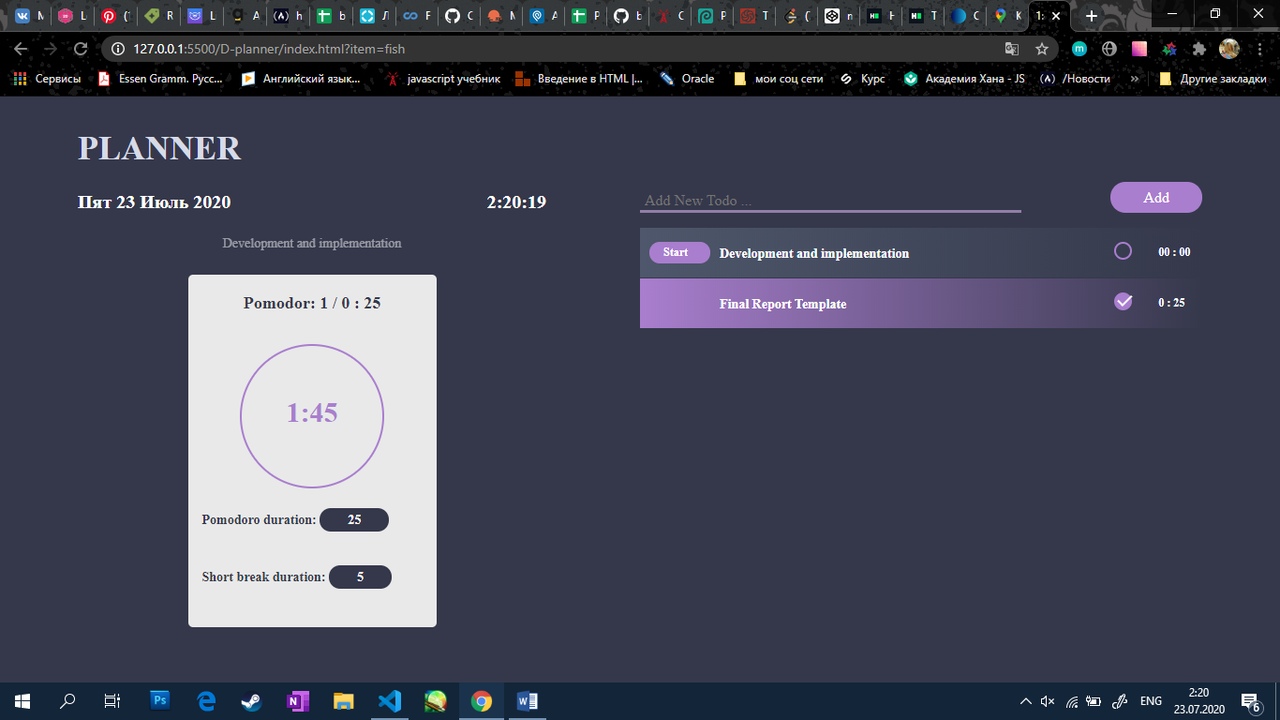 127.0.0.1:5500/D-planner/index.html?item=fish
Сервисы Essen Gramm. Русс... Английский язык... javascript учебник Введение в HTML |... Oracle мои соц сети Курс Академия Хана - JS /Новости » Другие закладки
PLANNER
Пят 23 Июль 2020 2:20:19
Development and implementation
Pomodor: 1 / 0 : 25
1:45
Pomodoro duration: 25
Short break duration: 5
Add New Todo ... Add
Start Development and implementation 00 : 00
Final Report Template 0 : 25
Ps N W ENG 2:20
23.07.2020 6